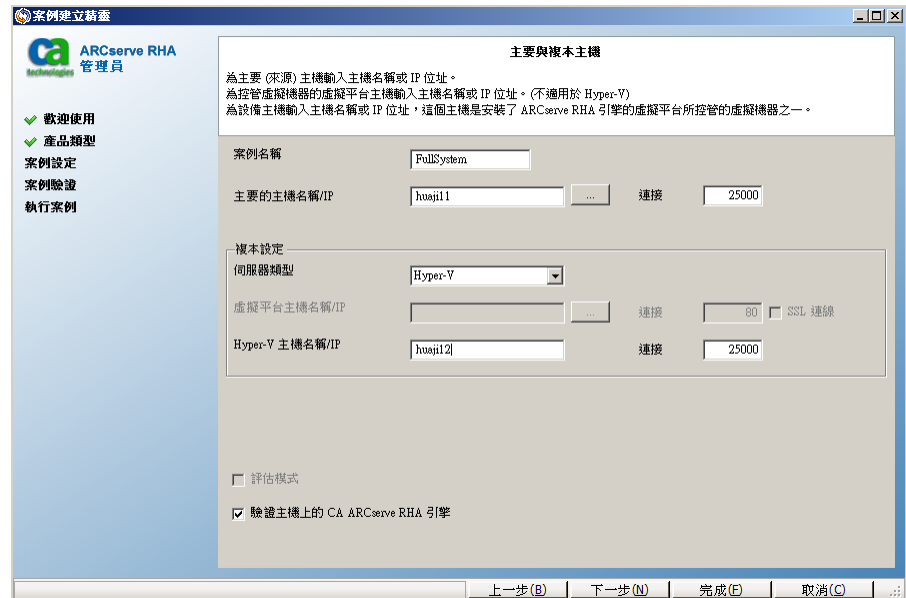 案例建立精靈
ca technologies
ARCserve RHA
管理員
歡迎使用
產品類型
案例設定
案例驗證
執行案例
主要與複本主機
為主要 (來源) 主機輸入主機名稱或 IP 位址。
為控管虛擬機器的虛擬平台主機輸入主機名稱或 IP 位址。(不適用於 Hyper-V)
為設備主機輸入主機名稱或 IP 位址，這個主機是安裝了 ARCserve RHA 引擎的虛擬平台所控管的虛擬機器之一。
案例名稱 FullSystem
主要的主機名稱/IP huaji11 ... 連接 25000
複本設定
伺服器類型 Hyper-V
虛擬平台主機名稱/IP ... 連接 80 SSL 連線
Hyper-V 主機名稱/IP huaji12 連接 25000
評估模式
驗證主機上的 CA ARCserve RHA 引擎
上一步(B) 下一步(N) 完成(F) 取消(C)